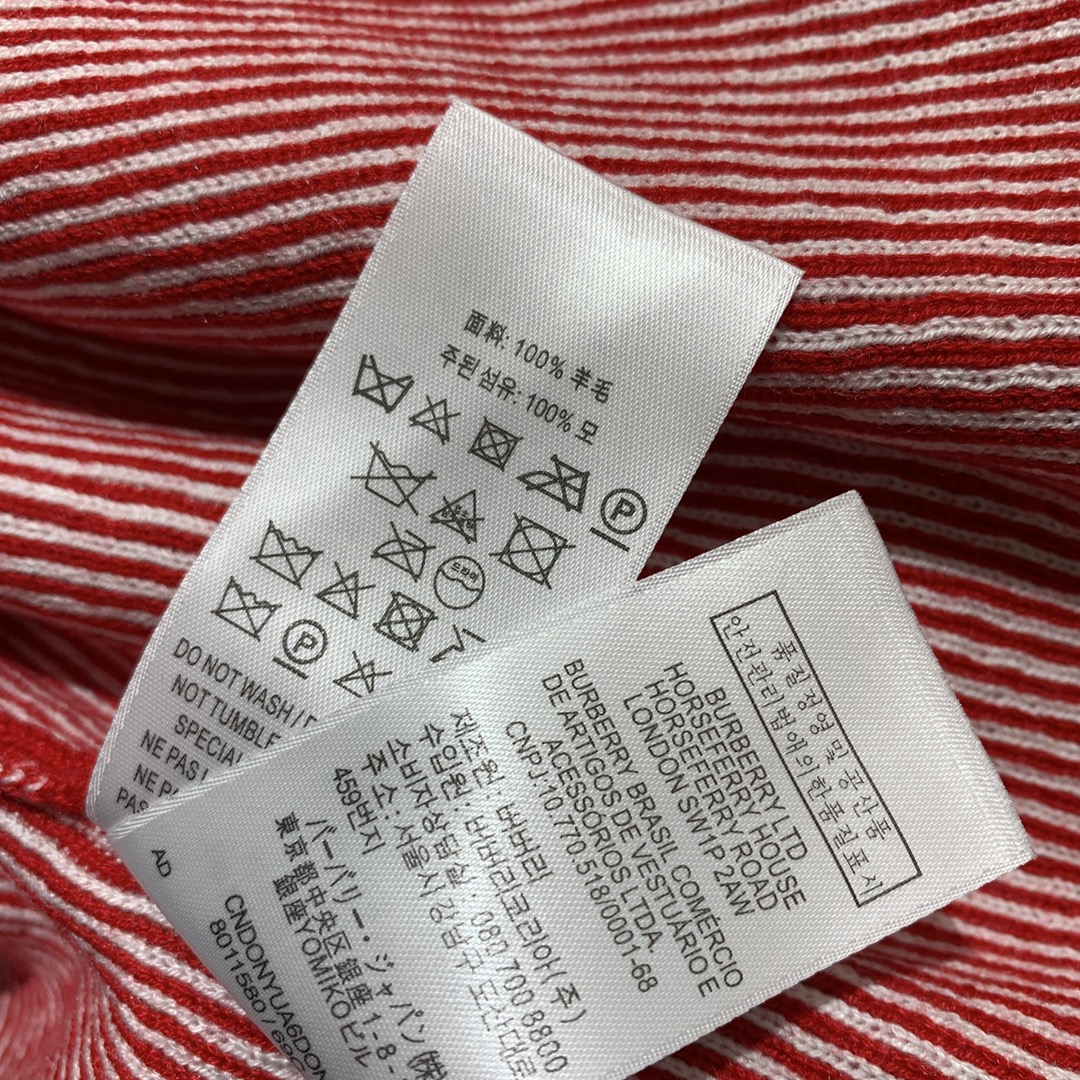 面料: 100% 羊毛
주된 섬유: 100% 모
P
드라이
P
DO NOT WASH /
NOT TUMBLE
SPECIAL
NE PAS
NE
PAS
품질경영 및 공산품
안전관리법에의한품질표시
BURBERRY LTD
HORSEFERRY HOUSE
HORSEFERRY ROAD
LONDON SW1P 2AW
BURBERRY BRASIL COMÉRCIO
DE ARTIGOS DE VESTUÁRIO E
ACESSÓRIOS LTDA.
CNPJ:10.770.518/0001-68
제조원 : 버버리
수입원 : 버버리코리아(주)
소비자상담실 : 080 700 8800
주소 : 서울시 강남구 도산대로
459번지
バーバリー・ジャパン㈱
東京都中央区銀座 1-8-
銀座YOMIKOビル
AD
CNDONYUA6DON
8011580 /